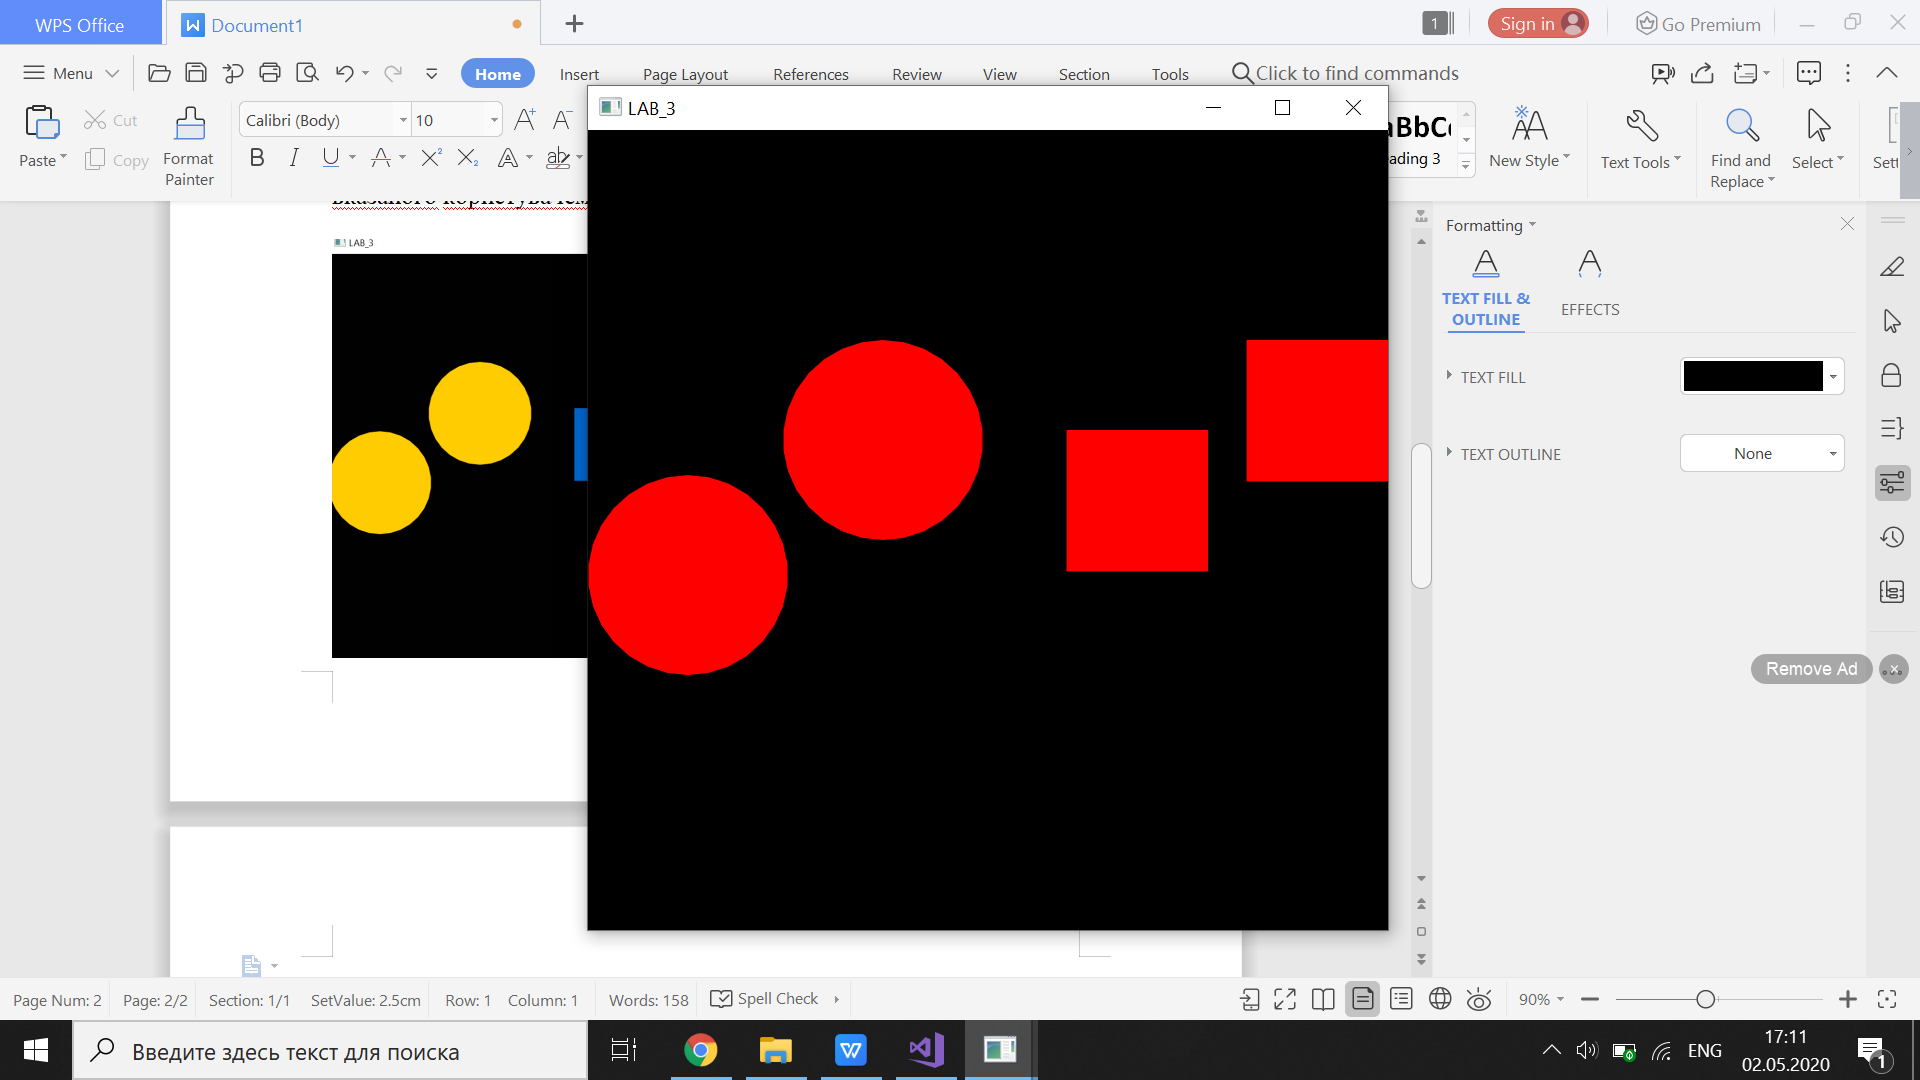 WPS Office
Document1
1
Sign in
Go Premium
Menu
Home
Insert
Page Layout
References
Review
View
Section
Tools
Click to find commands
LAB_3
Paste
Cut
Copy
Format
Painter
Calibri (Body)
10
ading 3
New Style
Text Tools
Find and
Replace
Select
LAB_3
Formatting
TEXT FILL &
OUTLINE
EFFECTS
TEXT FILL
TEXT OUTLINE
None
Remove Ad
Page Num: 2
Page: 2/2
Section: 1/1
SetValue: 2.5cm
Row: 1
Column: 1
Words: 158
Spell Check
90%
Введите здесь текст для поиска
ENG
17:11
02.05.2020
1